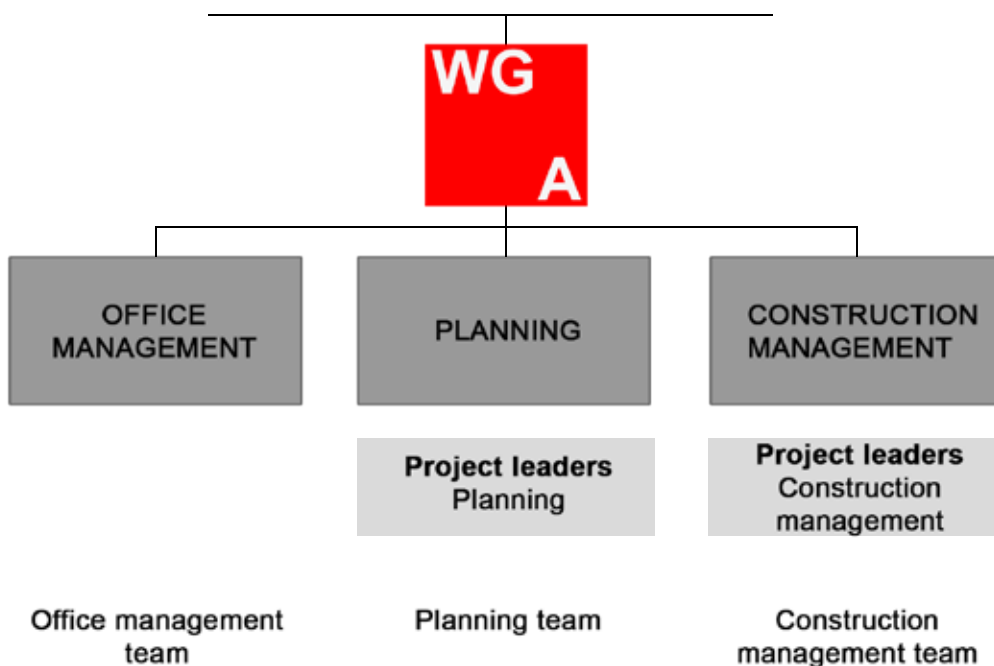 WG
A
OFFICE
MANAGEMENT
PLANNING
CONSTRUCTION
MANAGEMENT
Project leaders
Planning
Project leaders
Construction
management
Office management
team
Planning team
Construction
management team